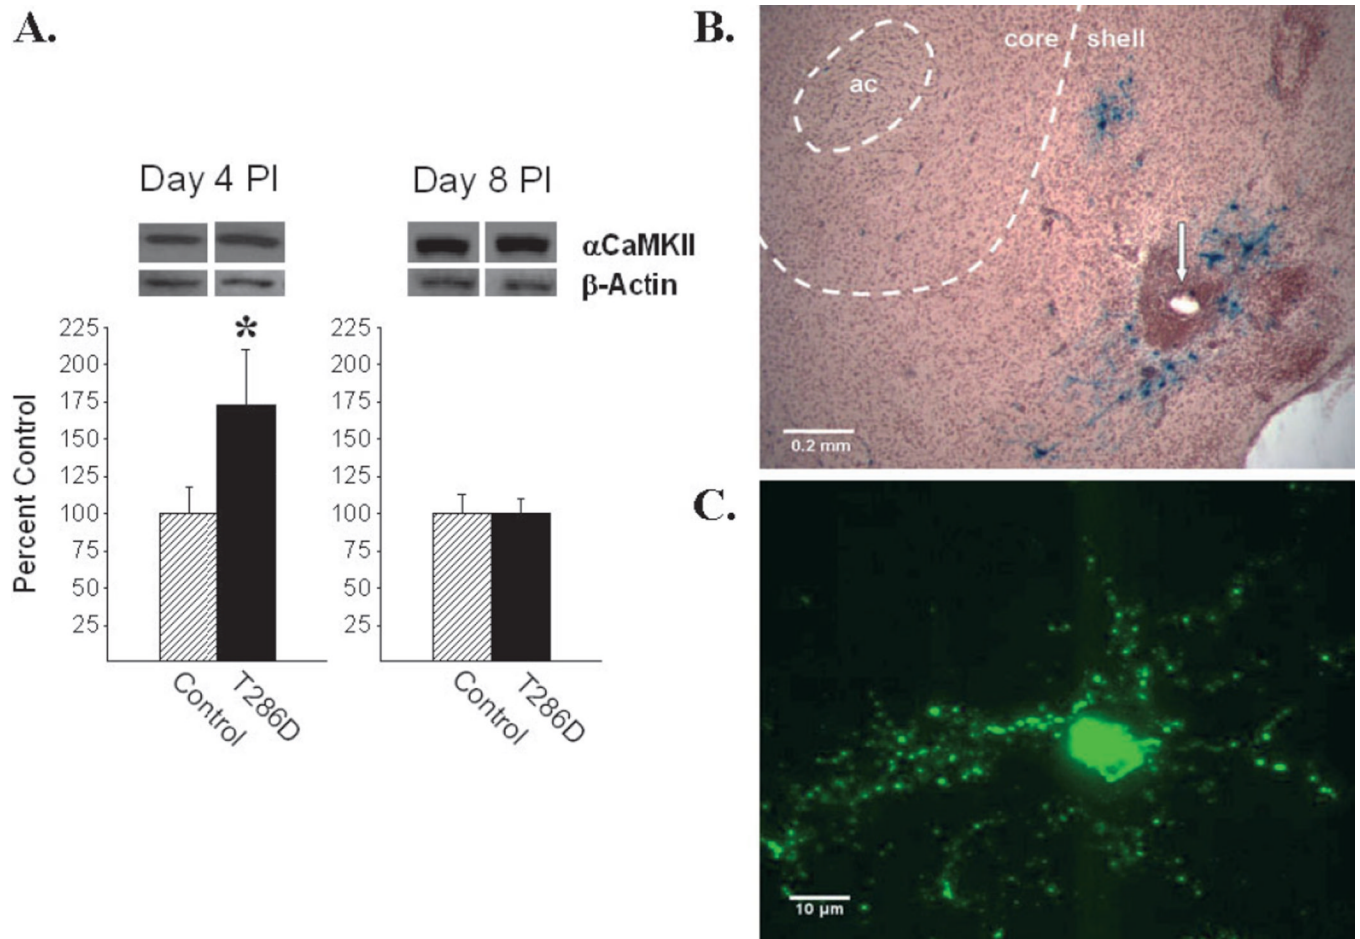 A.
Day 4 PI
Day 8 PI
αCaMKII
β-Actin
Percent Control
225
200
175
150
125
100
75
50
25
*
Control
T286D
225
200
175
150
125
100
75
50
25
Control
T286D
B.
core
shell
ac
0.2 mm
C.
10 µm